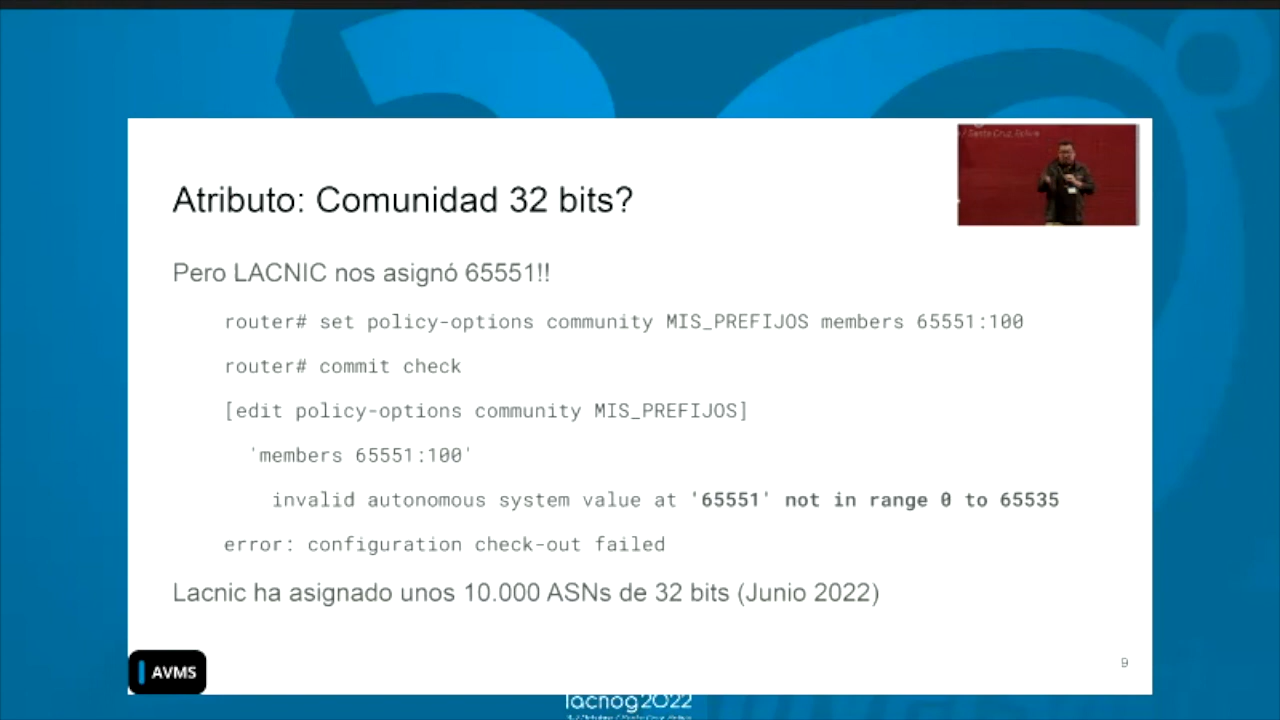 / Santa Cruz, Bolivia
Atributo: Comunidad 32 bits?
Pero LACNIC nos asignó 65551!!
router# set policy-options community MIS_PREFIJOS members 65551:100
router# commit check
[edit policy-options community MIS_PREFIJOS]
'members 65551:100'
invalid autonomous system value at '65551' not in range 0 to 65535
error: configuration check-out failed
Lacnic ha asignado unos 10.000 ASNs de 32 bits (Junio 2022)
9
AVMS
lacnog2022